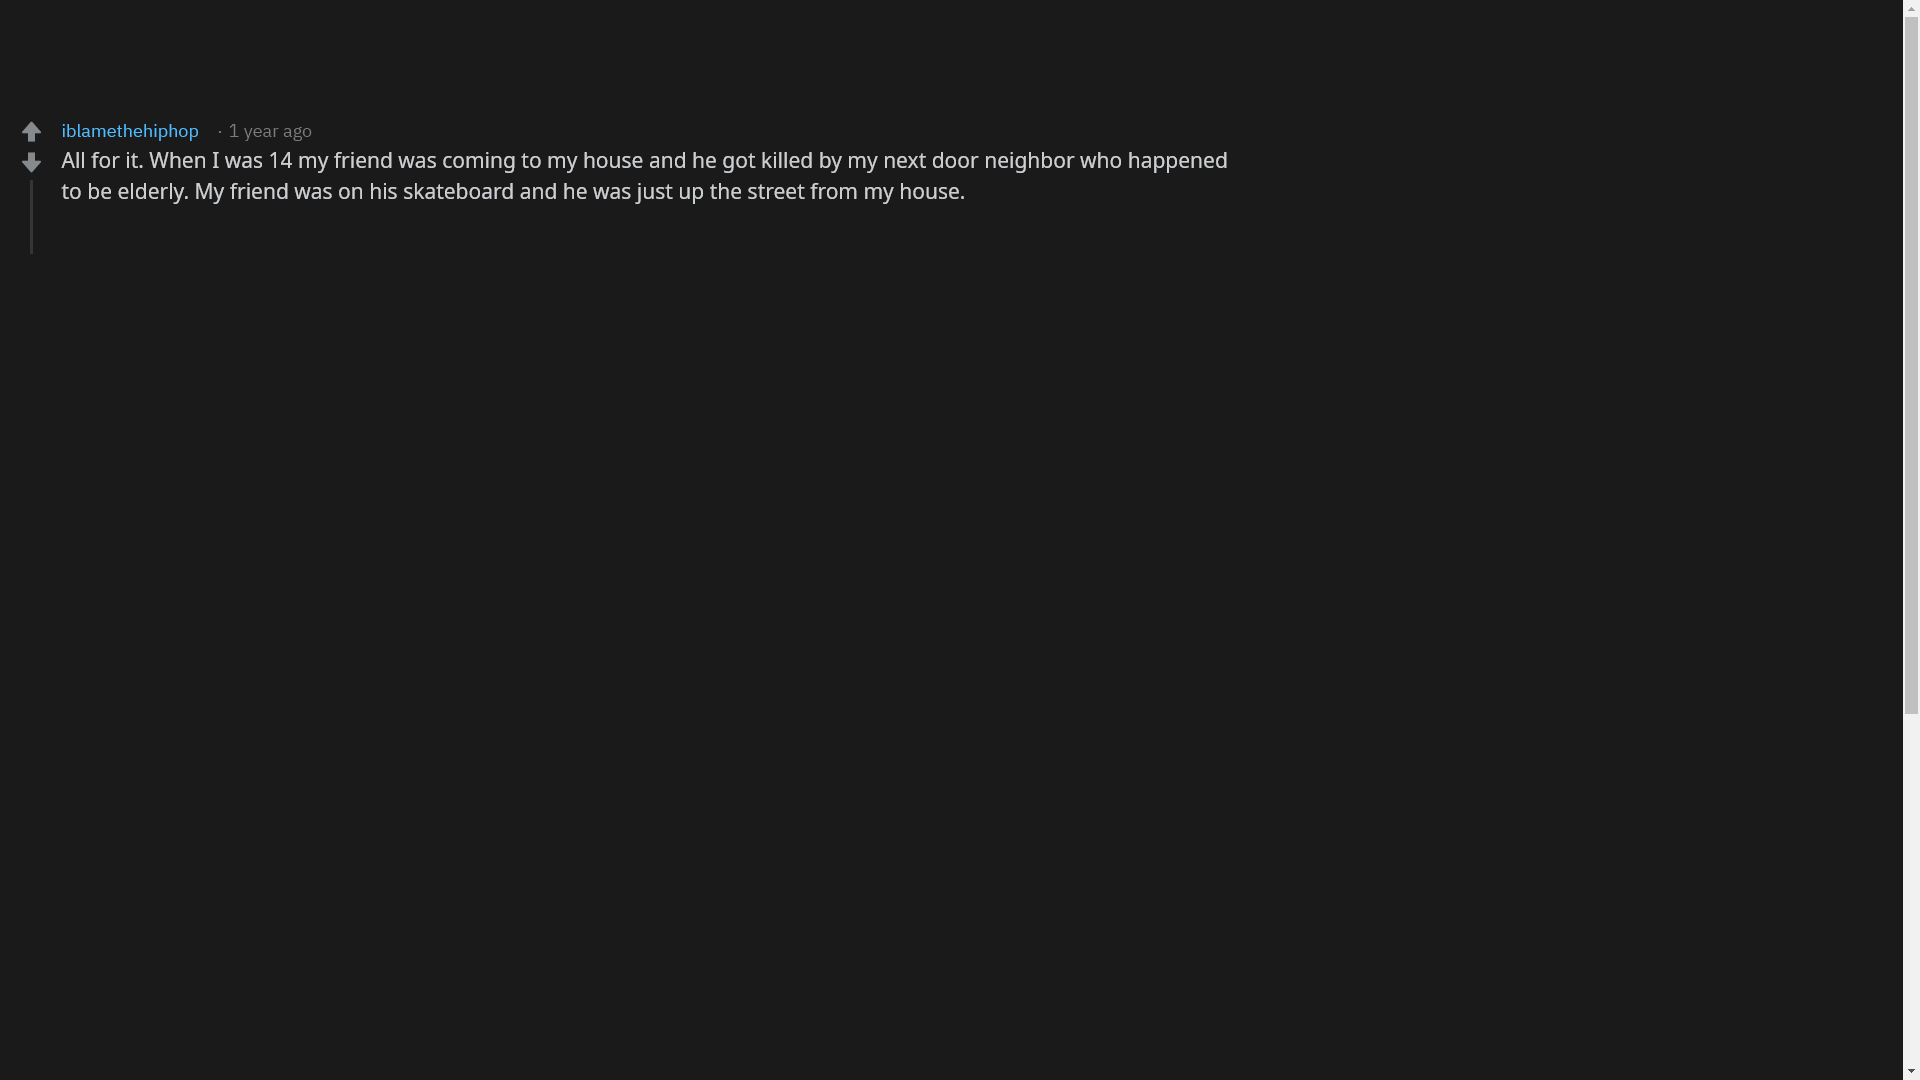 iblamethehiphop · 1 year ago
All for it. When I was 14 my friend was coming to my house and he got killed by my next door neighbor who happened
to be elderly. My friend was on his skateboard and he was just up the street from my house.